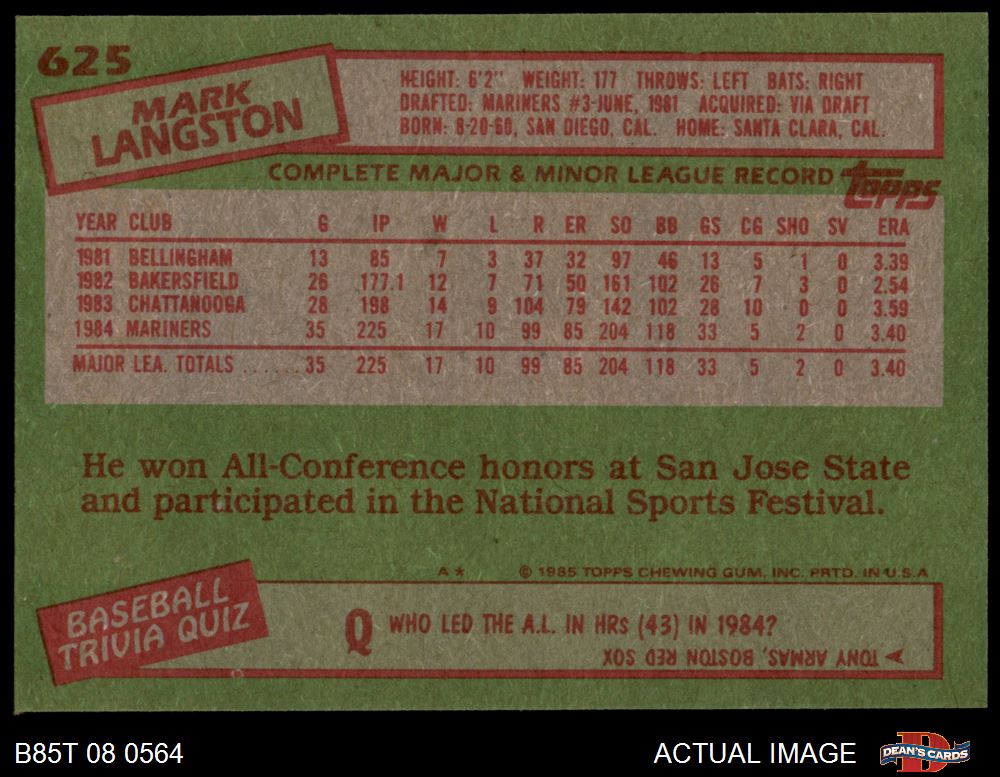 625
MARK
LANGSTON
HEIGHT: 6'2" WEIGHT: 177 THROWS: LEFT BATS: RIGHT
DRAFTED: MARINERS #3-JUNE, 1981 ACQUIRED: VIA DRAFT
BORN: 8-20-60, SAN DIEGO, CAL. HOME: SANTA CLARA, CAL.
COMPLETE MAJOR & MINOR LEAGUE RECORD topps
YEAR CLUB G IP W L R ER SO BB GS CG SHO SV ERA
1981 BELLINGHAM 13 85 7 3 37 32 97 46 13 5 1 0 3.39
1982 BAKERSFIELD 26 177.1 12 7 71 50 161 102 26 7 3 0 2.54
1983 CHATTANOOGA 28 198 14 9 104 79 142 102 28 10 0 0 3.59
1984 MARINERS 35 225 17 10 99 85 204 118 33 5 2 0 3.40
MAJOR LEA. TOTALS ...... 35 225 17 10 99 85 204 118 33 5 2 0 3.40
He won All-Conference honors at San Jose State
and participated in the National Sports Festival.
A* © 1985 TOPPS CHEWING GUM, INC. PRTD. IN U.S.A
BASEBALL
TRIVIA QUIZ
Q WHO LED THE A.L. IN HRs (43) IN 1984?
TONY ARMAS, BOSTON RED SOX
B85T 08 0564
ACTUAL IMAGE
DEAN'S CARDS